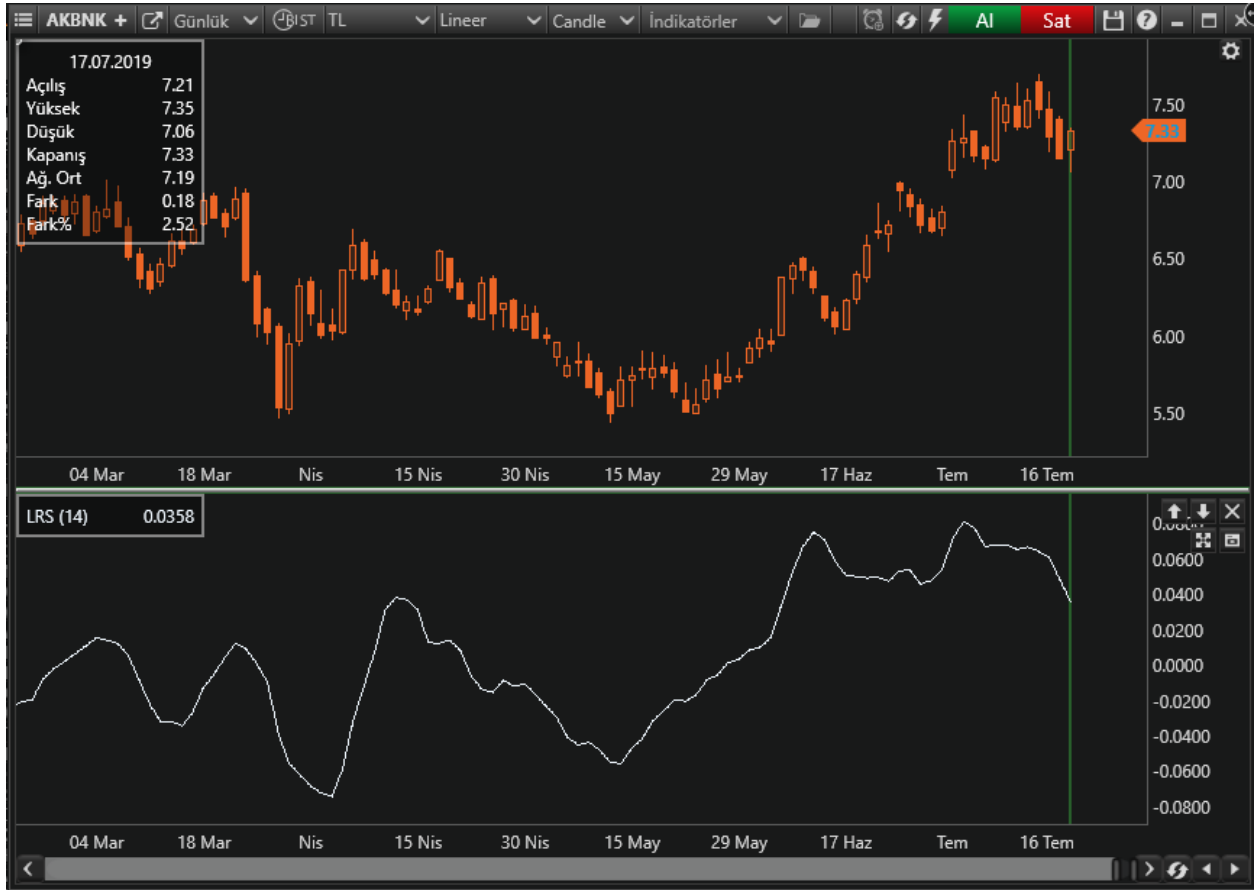 AKBNK + Günlük BIST TL Lineer Candle İndikatörler Al Sat
17.07.2019
Açılış 7.21
Yüksek 7.35
Düşük 7.06
Kapanış 7.33
Ağ. Ort 7.19
Fark 0.18
Fark% 2.52
7.50
7.33
7.00
6.50
6.00
5.50
04 Mar 18 Mar Nis 15 Nis 30 Nis 15 May 29 May 17 Haz Tem 16 Tem
LRS (14) 0.0358
0.0800
0.0600
0.0400
0.0200
0.0000
-0.0200
-0.0400
-0.0600
-0.0800
04 Mar 18 Mar Nis 15 Nis 30 Nis 15 May 29 May 17 Haz Tem 16 Tem